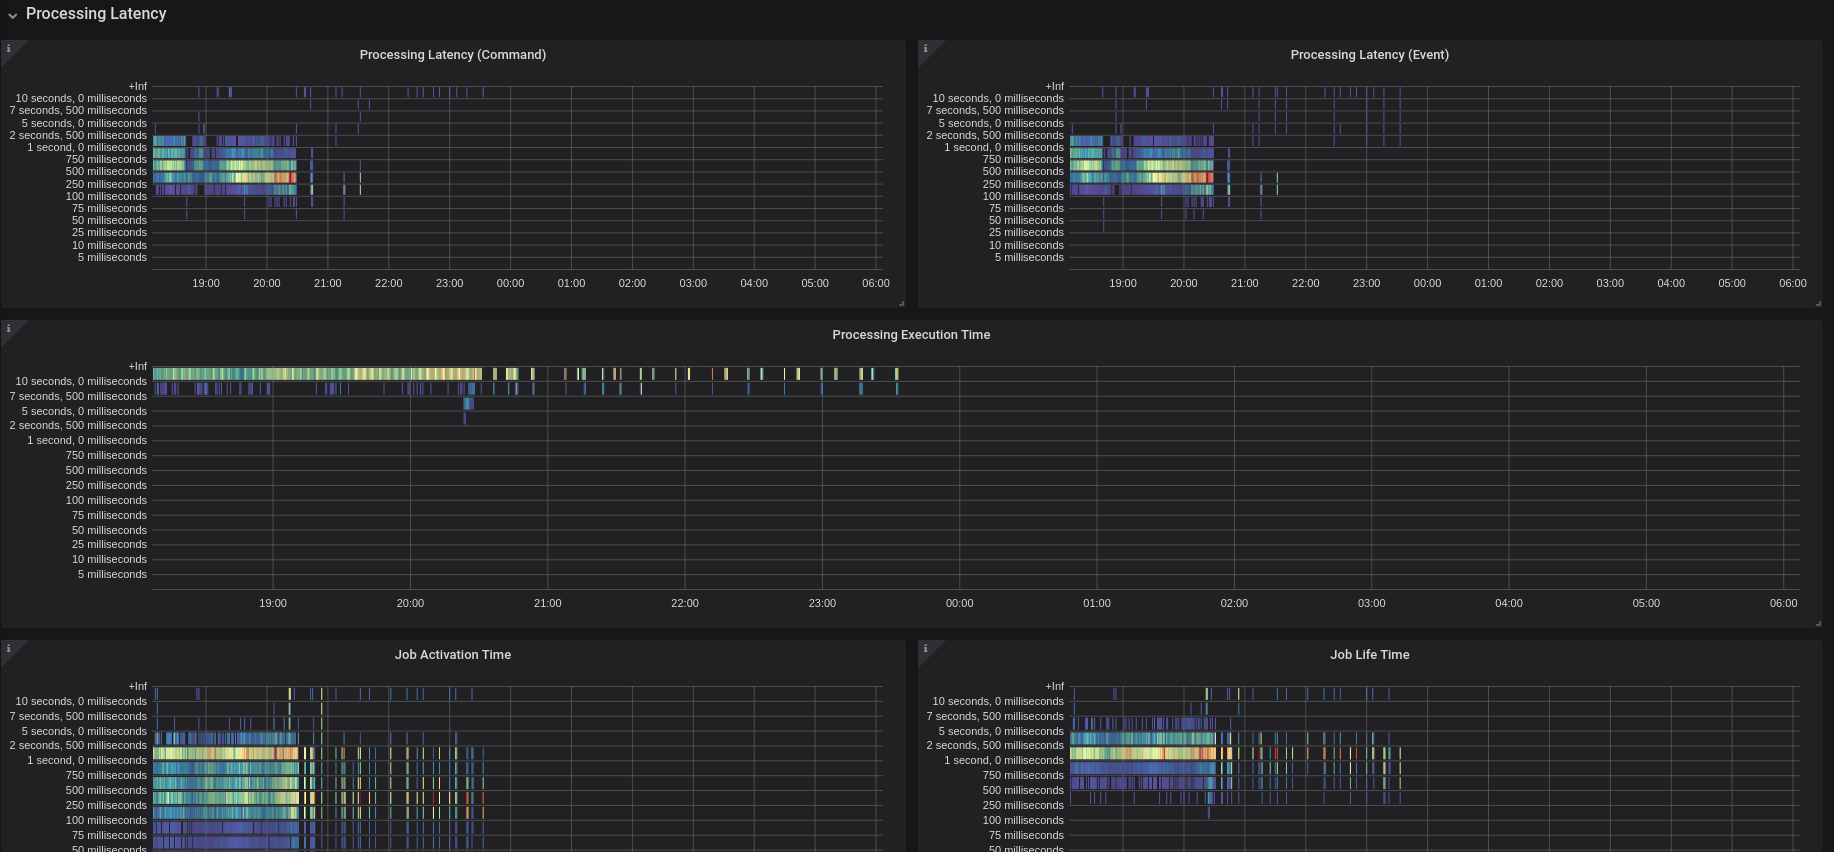 Processing Latency
Processing Latency (Command)
+Inf
10 seconds, 0 milliseconds
7 seconds, 500 milliseconds
5 seconds, 0 milliseconds
2 seconds, 500 milliseconds
1 second, 0 milliseconds
750 milliseconds
500 milliseconds
250 milliseconds
100 milliseconds
75 milliseconds
50 milliseconds
25 milliseconds
10 milliseconds
5 milliseconds
19:00 20:00 21:00 22:00 23:00 00:00 01:00 02:00 03:00 04:00 05:00 06:00
Processing Latency (Event)
+Inf
10 seconds, 0 milliseconds
7 seconds, 500 milliseconds
5 seconds, 0 milliseconds
2 seconds, 500 milliseconds
1 second, 0 milliseconds
750 milliseconds
500 milliseconds
250 milliseconds
100 milliseconds
75 milliseconds
50 milliseconds
25 milliseconds
10 milliseconds
5 milliseconds
19:00 20:00 21:00 22:00 23:00 00:00 01:00 02:00 03:00 04:00 05:00 06:00
Processing Execution Time
+Inf
10 seconds, 0 milliseconds
7 seconds, 500 milliseconds
5 seconds, 0 milliseconds
2 seconds, 500 milliseconds
1 second, 0 milliseconds
750 milliseconds
500 milliseconds
250 milliseconds
100 milliseconds
75 milliseconds
50 milliseconds
25 milliseconds
10 milliseconds
5 milliseconds
19:00 20:00 21:00 22:00 23:00 00:00 01:00 02:00 03:00 04:00 05:00 06:00
Job Activation Time
+Inf
10 seconds, 0 milliseconds
7 seconds, 500 milliseconds
5 seconds, 0 milliseconds
2 seconds, 500 milliseconds
1 second, 0 milliseconds
750 milliseconds
500 milliseconds
250 milliseconds
100 milliseconds
75 milliseconds
50 milliseconds
Job Life Time
+Inf
10 seconds, 0 milliseconds
7 seconds, 500 milliseconds
5 seconds, 0 milliseconds
2 seconds, 500 milliseconds
1 second, 0 milliseconds
750 milliseconds
500 milliseconds
250 milliseconds
100 milliseconds
75 milliseconds
50 milliseconds